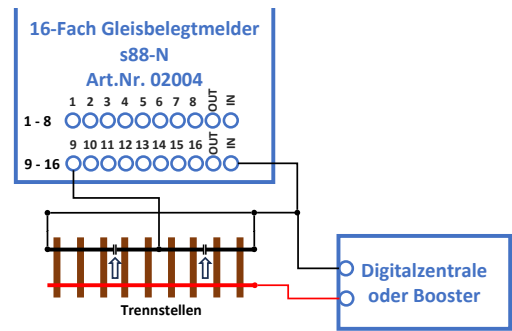 16-Fach Gleisbelegtmelder
s88-N
Art.Nr. 02004
1 2 3 4 5 6 7 8 OUT IN
1 - 8
9 10 11 12 13 14 15 16 OUT IN
9 - 16
Digitalzentrale
oder Booster
Trennstellen